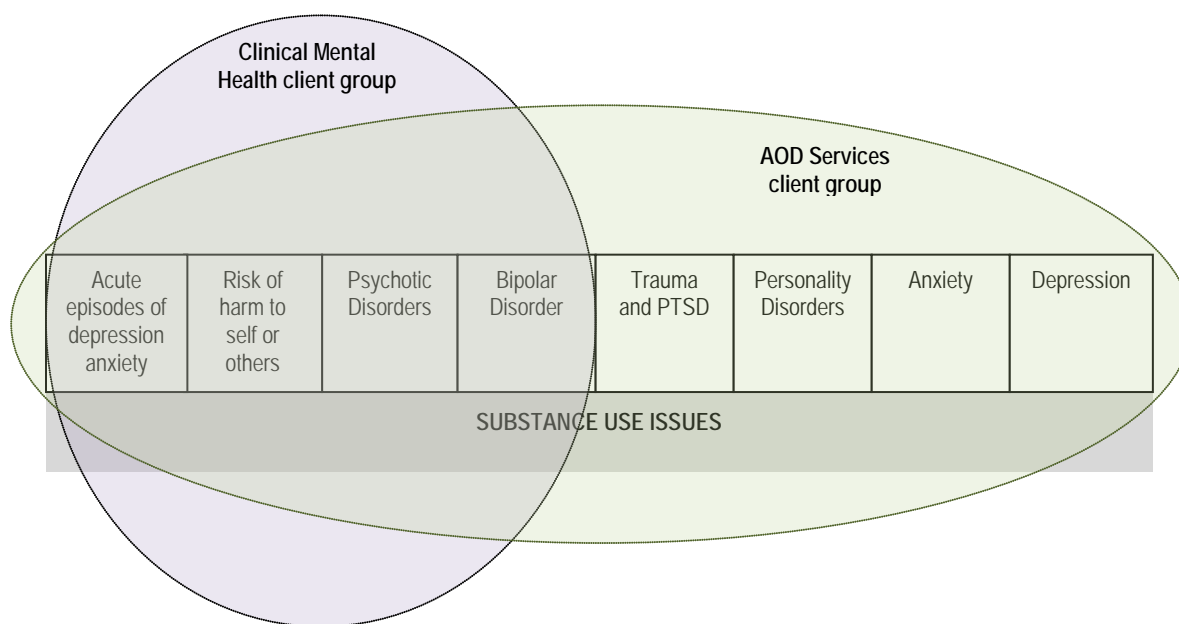 Clinical Mental
Health client group
AOD Services
client group
Acute
episodes of
depression
anxiety
Risk of
harm to
self or
others
Psychotic
Disorders
Bipolar
Disorder
Trauma
and PTSD
Personality
Disorders
Anxiety
Depression
SUBSTANCE USE ISSUES